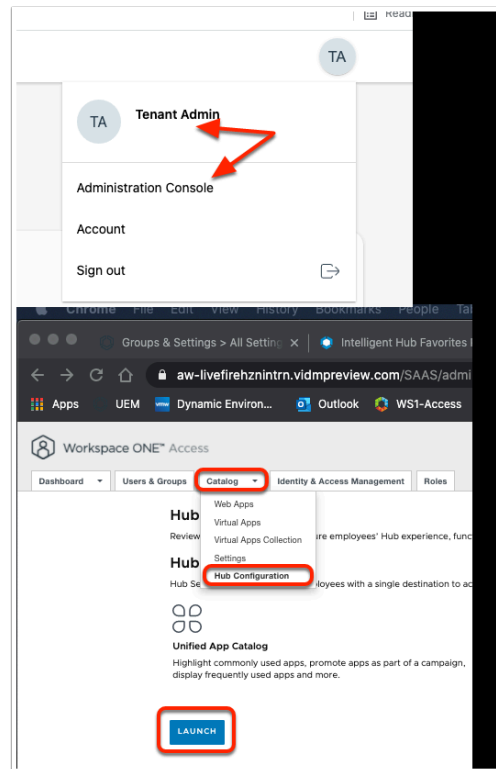 Read
TA
TA
Tenant Admin
Administration Console
Account
Sign out
Chrome File Edit View History Bookmarks People
Groups & Settings > All Setting
Intelligent Hub Favorites
aw-livefirehznintrn.vidmpreview.com/SAAS/admi
Apps UEM Dynamic Environ... Outlook WS1-Access
Workspace ONE™ Access
Dashboard Users & Groups Catalog Identity & Access Management Roles
Web Apps
Virtual Apps
Virtual Apps Collection
Settings
Hub Configuration
Hub
Review re employees' Hub experience, func
Hub
Hub Se loyees with a single destination to ac
Unified App Catalog
Highlight commonly used apps, promote apps as part of a campaign,
display frequently used apps and more.
LAUNCH